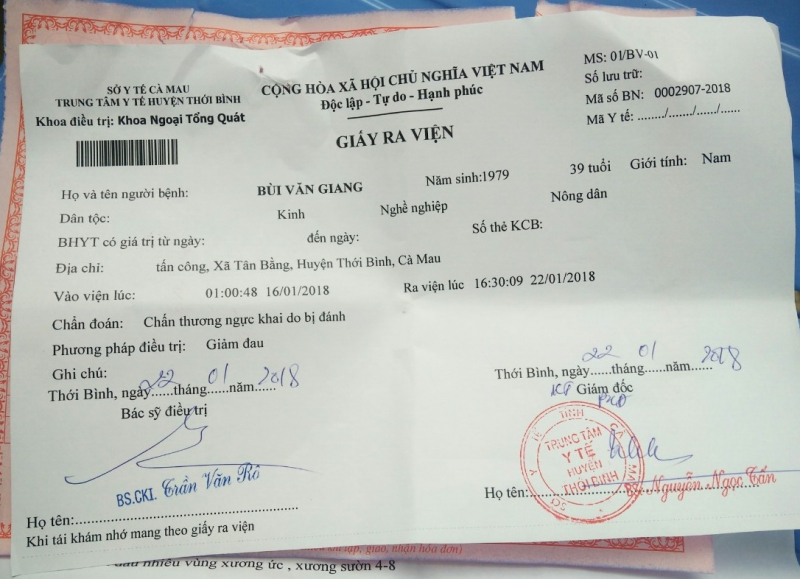 SỞ Y TẾ CÀ MAU
TRUNG TÂM Y TẾ HUYỆN THỚI BÌNH
Khoa điều trị: Khoa Ngoại Tổng Quát
CỘNG HÒA XÃ HỘI CHỦ NGHĨA VIỆT NAM
Độc lập - Tự do - Hạnh phúc
MS: 01/BV-01
Số lưu trữ:
Mã số BN: 0002907-2018
Mã Y tế: ......../......./....../......
GIẤY RA VIỆN
Họ và tên người bệnh: BÙI VĂN GIANG Năm sinh:1979 39 tuổi Giới tính: Nam
Dân tộc: Kinh Nghề nghiệp Nông dân
BHYT có giá trị từ ngày: đến ngày: Số thẻ KCB:
Địa chỉ: tấn công, Xã Tân Bằng, Huyện Thới Bình, Cà Mau
Vào viện lúc: 01:00:48 16/01/2018 Ra viện lúc 16:30:09 22/01/2018
Chẩn đoán: Chấn thương ngực khai do bị đánh
Phương pháp điều trị: Giảm đau
Ghi chú:
Thới Bình, ngày 22 tháng 01 năm 2018
Bác sỹ điều trị
BS.CKI. Trần Văn Rô
Họ tên:
Khi tái khám nhớ mang theo giấy ra viện
Thới Bình, ngày 22 tháng 01 năm 2018
KT Giám đốc
PGĐ
TRUNG TÂM
Y TẾ
HUYỆN
THỚI BÌNH
Họ tên: BS. Nguyễn Ngọc Tấn
lập, giao, nhận hóa đơn)
đau nhiều vùng xương ức , xương sườn 4-8